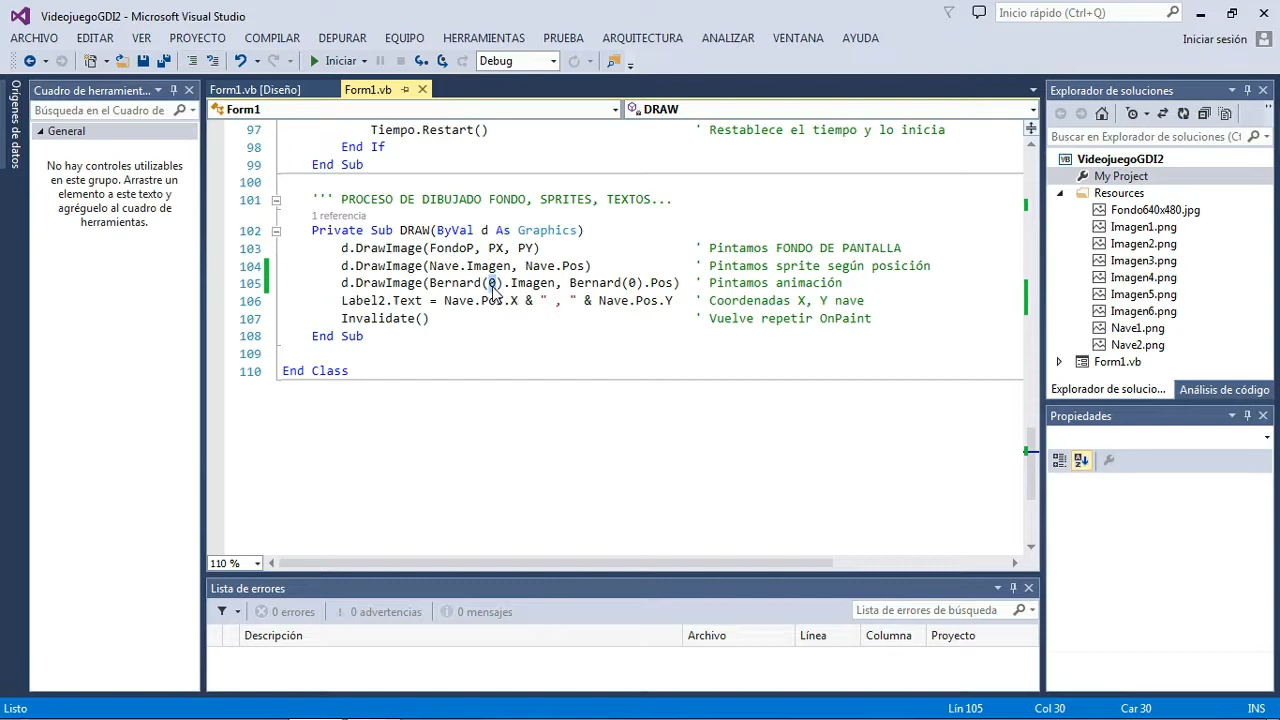 VideojuegoGDI2 - Microsoft Visual Studio
Inicio rápido (Ctrl+Q)
ARCHIVO EDITAR VER PROYECTO COMPILAR DEPURAR EQUIPO HERRAMIENTAS PRUEBA ARQUITECTURA ANALIZAR VENTANA AYUDA
Iniciar sesión
Iniciar
Debug
Orígenes de datos
Cuadro de herramient...
Búsqueda en el Cuadro de
General
No hay controles utilizables
en este grupo. Arrastre un
elemento a este texto y
agréguelo al cuadro de
herramientas.
Form1.vb [Diseño]
Form1.vb
Form1
DRAW
97 Tiempo.Restart() ' Restablece el tiempo y lo inicia
98 End If
99 End Sub
100
101 ''' PROCESO DE DIBUJADO FONDO, SPRITES, TEXTOS...
1 referencia
102 Private Sub DRAW(ByVal d As Graphics)
103 d.DrawImage(FondoP, PX, PY) ' Pintamos FONDO DE PANTALLA
104 d.DrawImage(Nave.Imagen, Nave.Pos) ' Pintamos sprite según posición
105 d.DrawImage(Bernard(0).Imagen, Bernard(0).Pos) ' Pintamos animación
106 Label2.Text = Nave.Pos.X & " , " & Nave.Pos.Y ' Coordenadas X, Y nave
107 Invalidate() ' Vuelve repetir OnPaint
108 End Sub
109
110 End Class
110 %
Lista de errores
0 errores
0 advertencias
0 mensajes
Lista de errores de búsqueda
Descripción
Archivo
Línea
Columna
Proyecto
Explorador de soluciones
Buscar en Explorador de soluciones (Ct
VideojuegoGDI2
My Project
Resources
Fondo640x480.jpg
Imagen1.png
Imagen2.png
Imagen3.png
Imagen4.png
Imagen5.png
Imagen6.png
Nave1.png
Nave2.png
Form1.vb
Explorador de solucio...
Análisis de código
Propiedades
Listo
Lín 105
Col 30
Car 30
INS